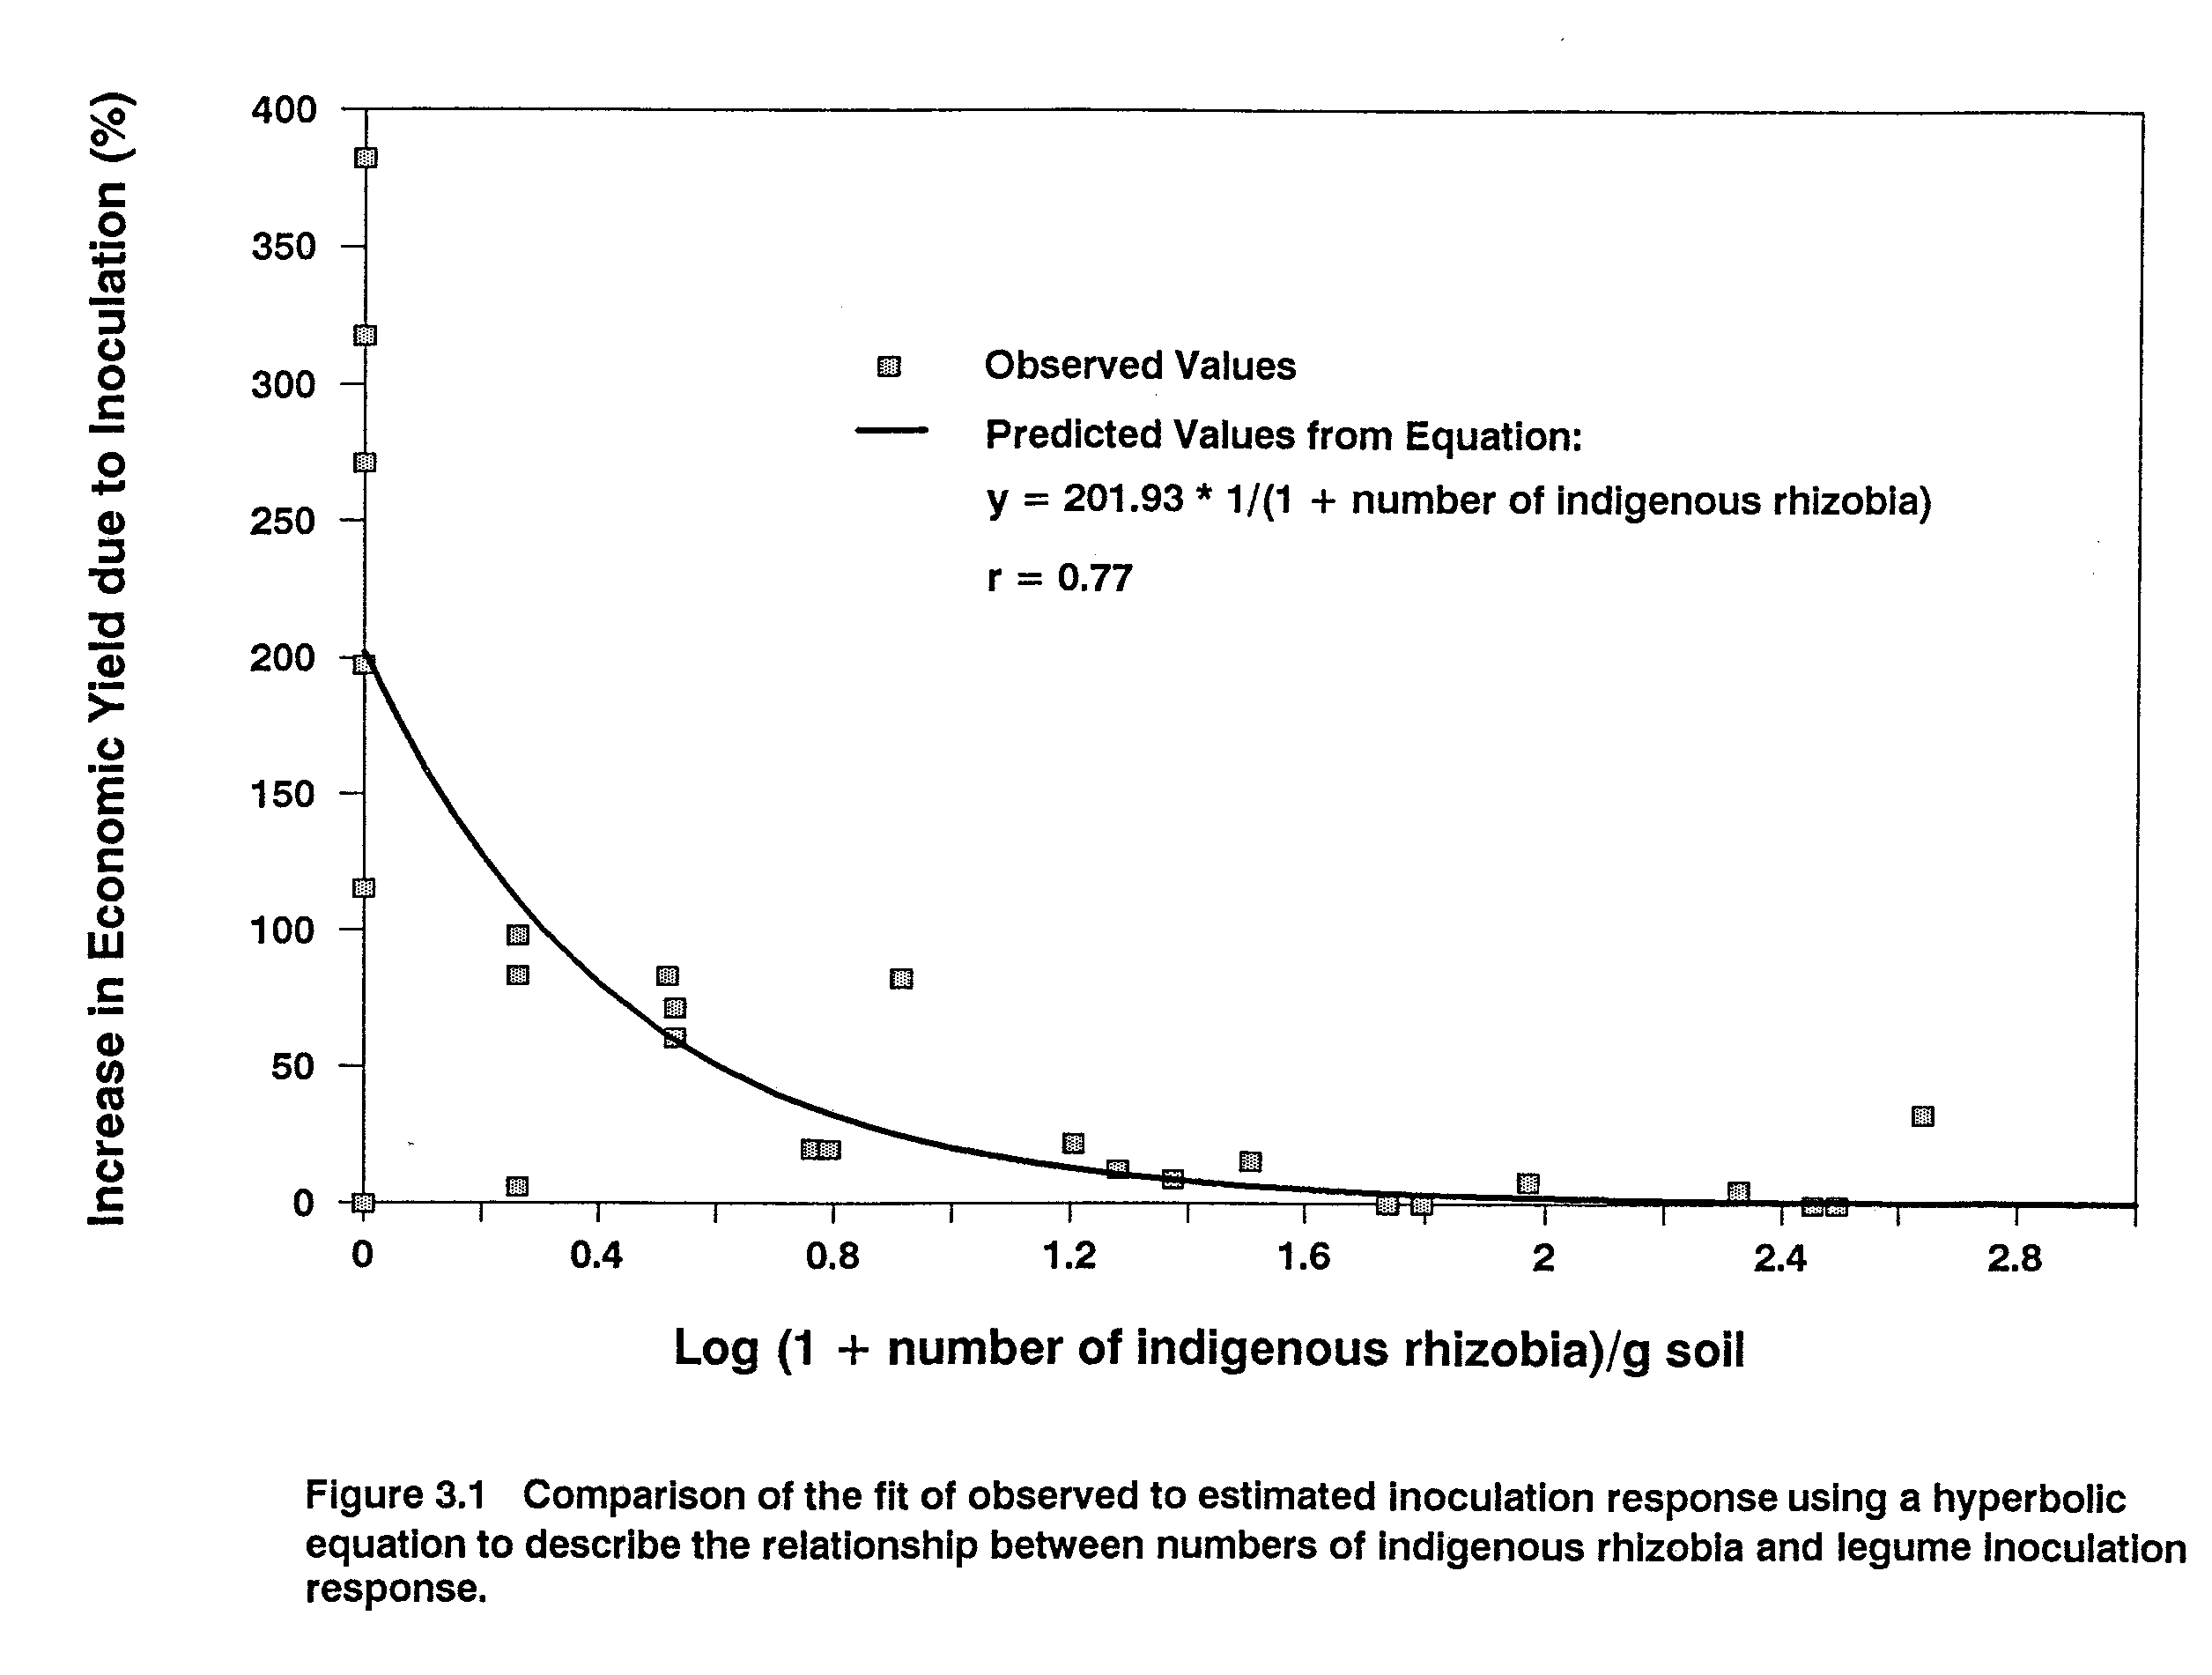 Increase in Economic Yield due to Inoculation (%)
400
350
300
250
200
150
100
50
0
Observed Values
Predicted Values from Equation:
y = 201.93 * 1/(1 + number of indigenous rhizobia)
r = 0.77
0 0.4 0.8 1.2 1.6 2 2.4 2.8
Log (1 + number of indigenous rhizobia)/g soil
Figure 3.1 Comparison of the fit of observed to estimated inoculation response using a hyperbolic
equation to describe the relationship between numbers of indigenous rhizobia and legume inoculation
response.